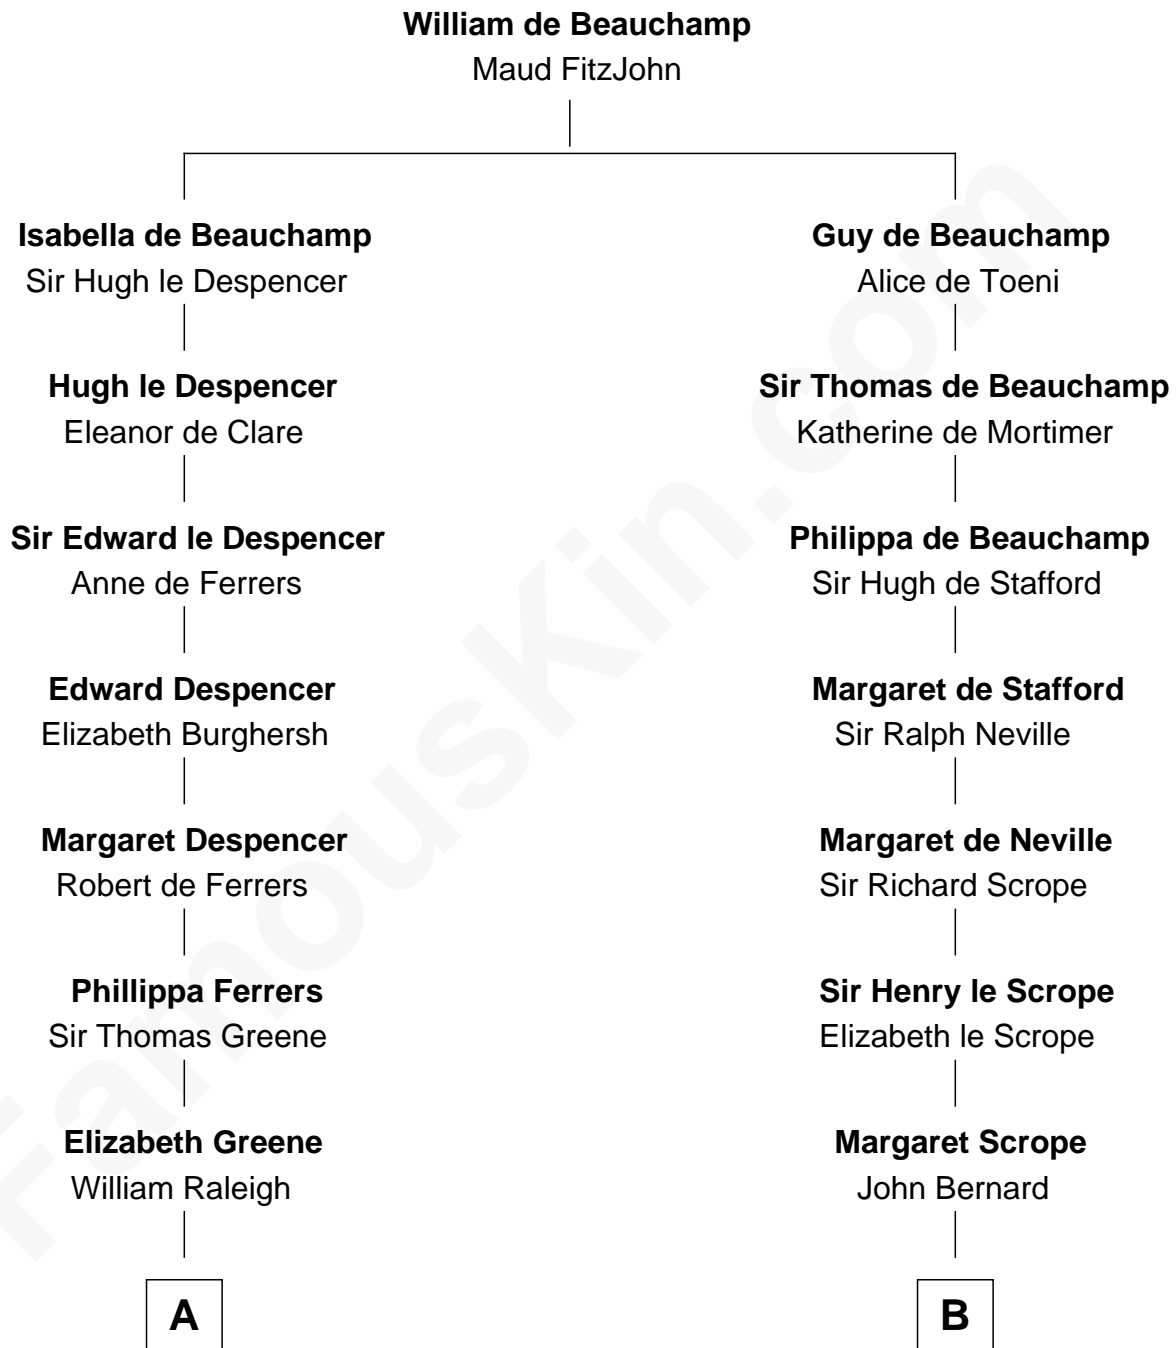 William de Beauchamp
Maud FitzJohn
Isabella de Beauchamp
Sir Hugh le Despencer
Guy de Beauchamp
Alice de Toeni
Hugh le Despencer
Eleanor de Clare
Sir Thomas de Beauchamp
Katherine de Mortimer
Sir Edward le Despencer
Anne de Ferrers
Philippa de Beauchamp
Sir Hugh de Stafford
Edward Despencer
Elizabeth Burghersh
Margaret de Stafford
Sir Ralph Neville
Margaret Despencer
Robert de Ferrers
Margaret de Neville
Sir Richard Scrope
Phillippa Ferrers
Sir Thomas Greene
Sir Henry le Scrope
Elizabeth le Scrope
Elizabeth Greene
William Raleigh
Margaret Scrope
John Bernard
A
B
FamousKin.com